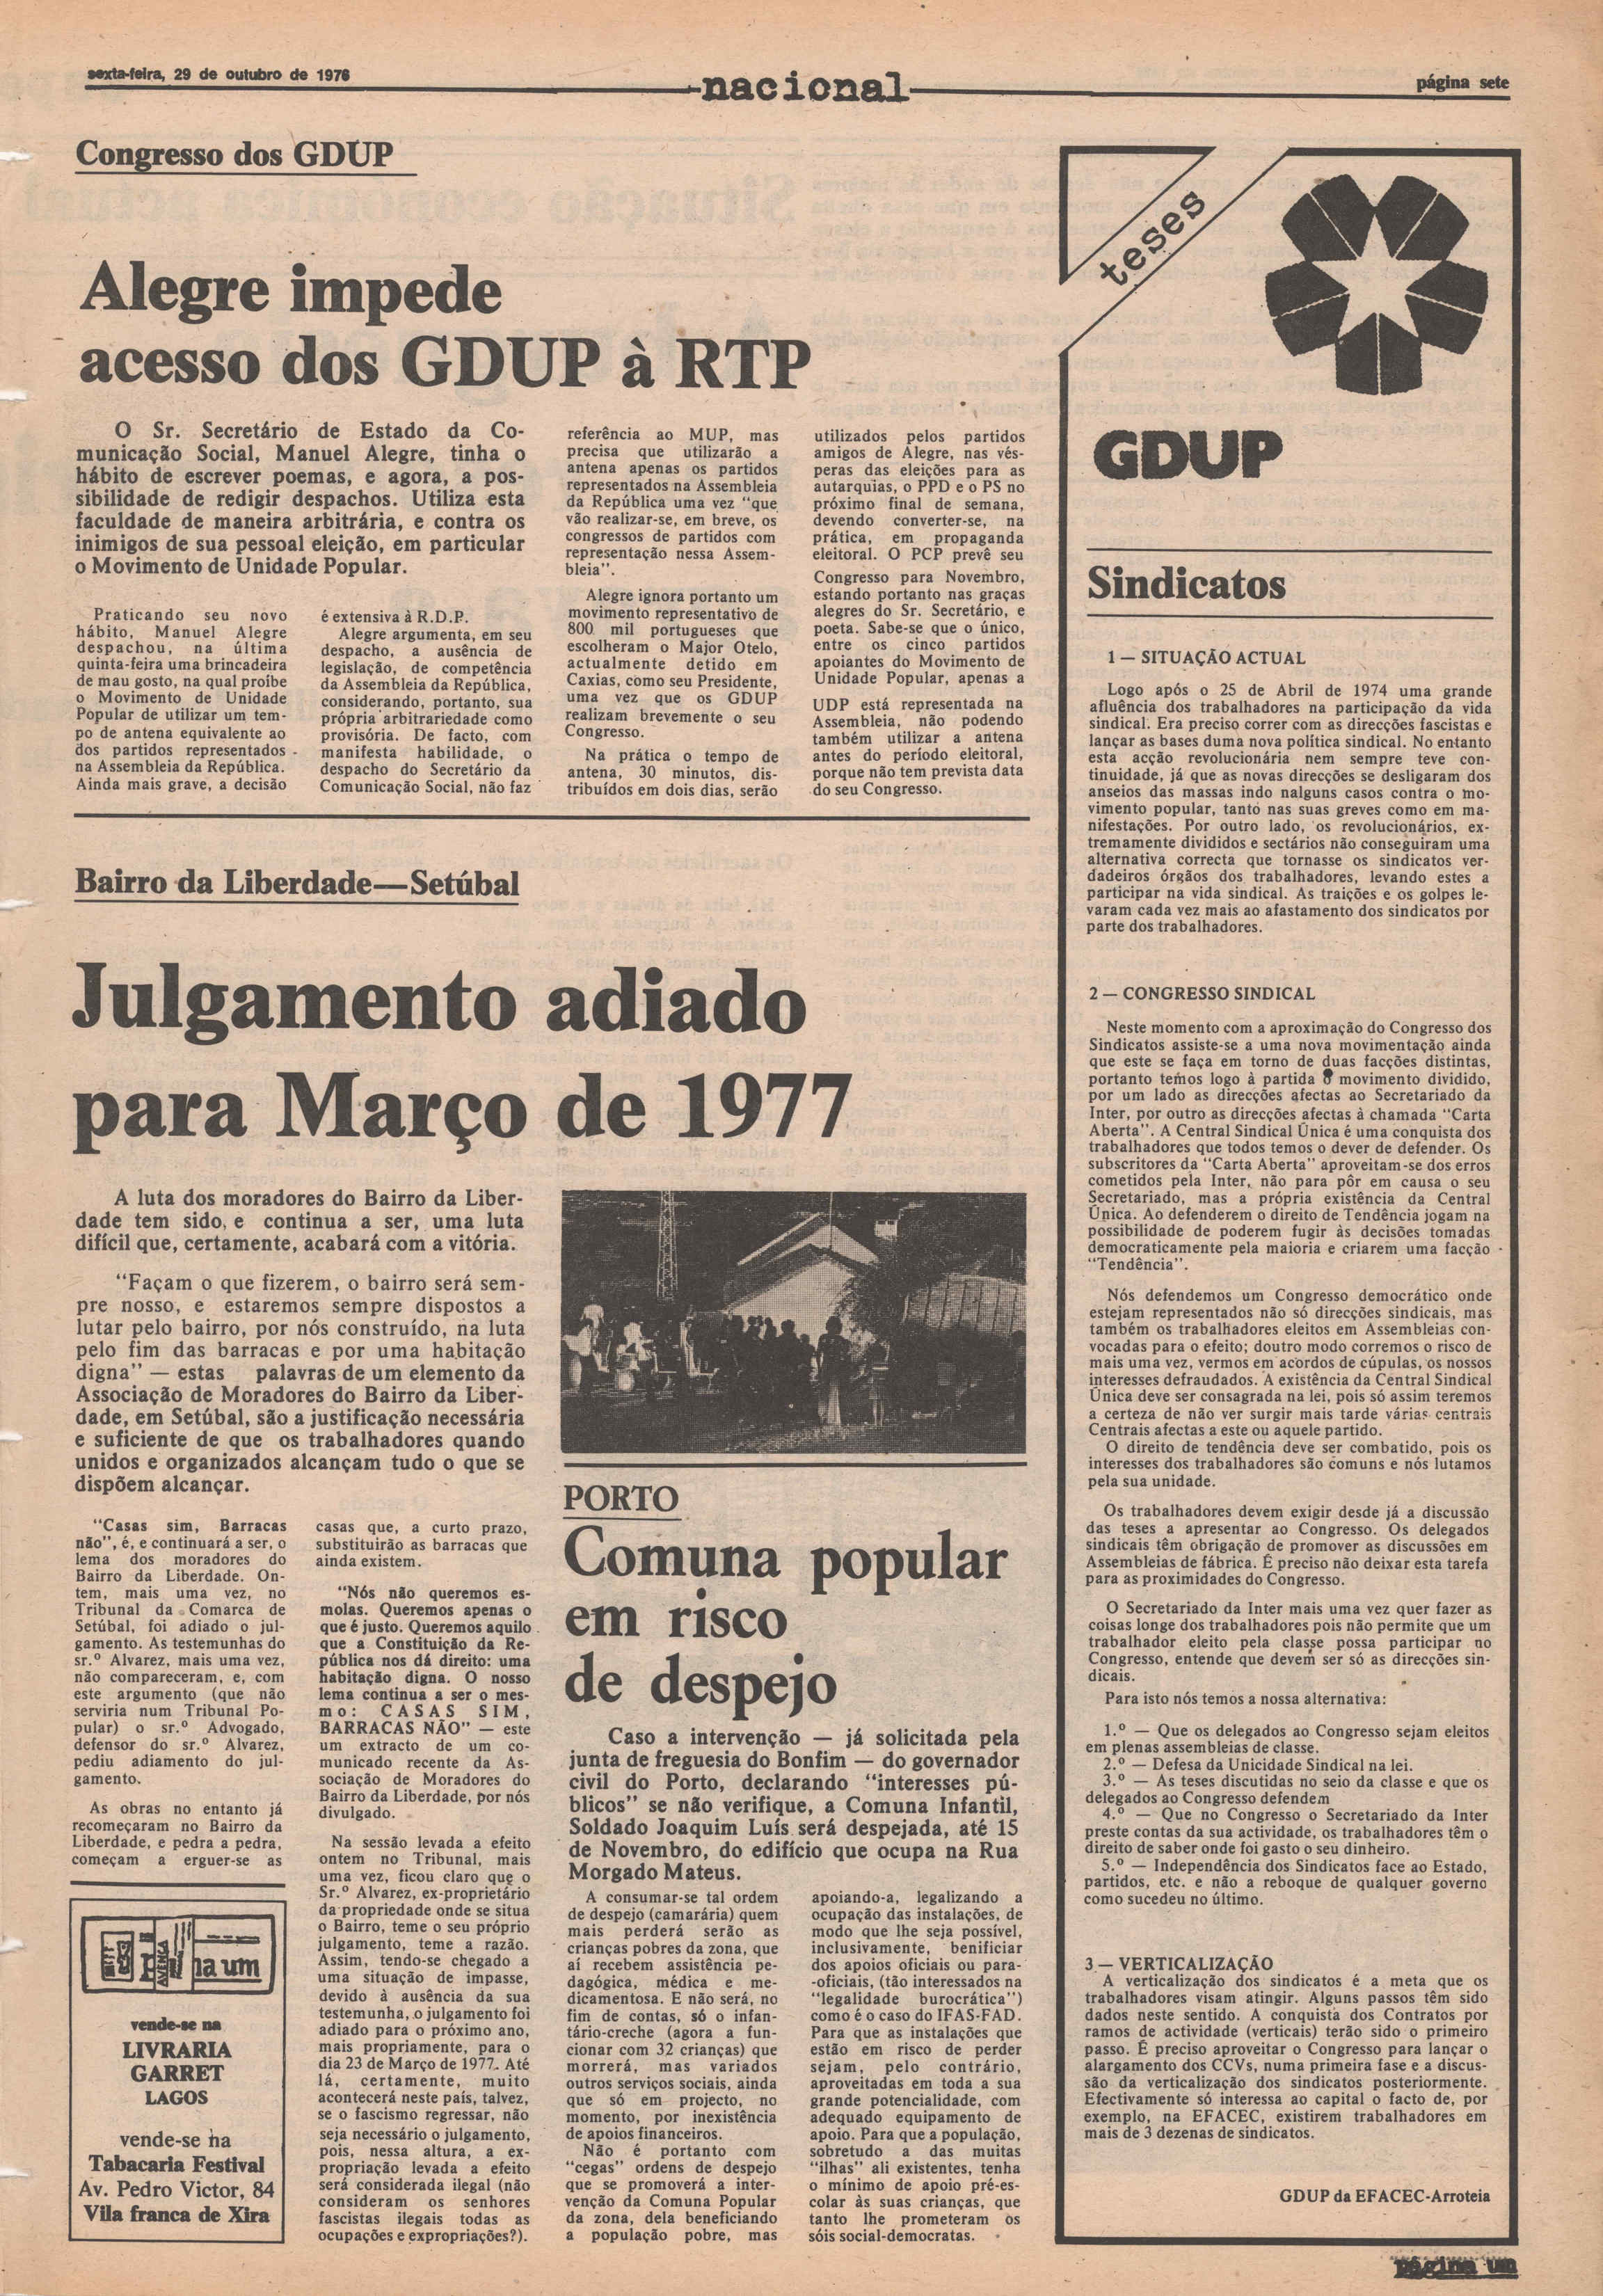 sexta-feira, 29 de outubro de 1976
nacional
página sete
Congresso dos GDUP
Alegre impede
acesso dos GDUP à RTP
O Sr. Secretário de Estado da Co-
municação Social, Manuel Alegre, tinha o
hábito de escrever poemas, e agora, a pos-
sibilidade de redigir despachos. Utiliza esta
faculdade de maneira arbitrária, e contra os
inimigos de sua pessoal eleição, em particular
o Movimento de Unidade Popular.
Praticando seu novo
hábito, Manuel Alegre
despachou, na última
quinta-feira uma brincadeira
de mau gosto, na qual proíbe
o Movimento de Unidade
Popular de utilizar um tem-
po de antena equivalente ao
dos partidos representados
na Assembleia da República.
Ainda mais grave, a decisão
é extensiva à R.D.P.
Alegre argumenta, em seu
despacho, a ausência de
legislação, de competência
da Assembleia da República,
considerando, portanto, sua
própria arbitrariedade como
provisória. De facto, com
manifesta habilidade, o
despacho do Secretário da
Comunicação Social, não faz
referência ao MUP, mas
precisa que utilizarão a
antena apenas os partidos
representados na Assembleia
da República uma vez "que
vão realizar-se, em breve, os
congressos de partidos com
representação nessa Assem-
bleia".
Alegre ignora portanto um
movimento representativo de
800 mil portugueses que
escolheram o Major Otelo,
actualmente detido em
Caxias, como seu Presidente,
uma vez que os GDUP
realizam brevemente o seu
Congresso.
Na prática o tempo de
antena, 30 minutos, dis-
tribuídos em dois dias, serão
utilizados pelos partidos
amigos de Alegre, nas vés-
peras das eleições para as
autarquias, o PPD e o PS no
próximo final de semana,
devendo converter-se, na
prática, em propaganda
eleitoral. O PCP prevê seu
Congresso para Novembro,
estando portanto nas graças
alegres do Sr. Secretário, e
poeta. Sabe-se que o único,
entre os cinco partidos
apoiantes do Movimento de
Unidade Popular, apenas a
UDP está representada na
Assembleia, não podendo
também utilizar a antena
antes do período eleitoral,
porque não tem prevista data
do seu Congresso.
Bairro da Liberdade—Setúbal
Julgamento adiado
para Março de 1977
A luta dos moradores do Bairro da Liber-
dade tem sido, e continua a ser, uma luta
difícil que, certamente, acabará com a vitória.
"Façam o que fizerem, o bairro será sem-
pre nosso, e estaremos sempre dispostos a
lutar pelo bairro, por nós construído, na luta
pelo fim das barracas e por uma habitação
digna" — estas palavras de um elemento da
Associação de Moradores do Bairro da Liber-
dade, em Setúbal, são a justificação necessária
e suficiente de que os trabalhadores quando
unidos e organizados alcançam tudo o que se
dispõem alcançar.
"Casas sim, Barracas
não", é, e continuará a ser, o
lema dos moradores do
Bairro da Liberdade. On-
tem, mais uma vez, no
Tribunal da Comarca de
Setúbal, foi adiado o jul-
gamento. As testemunhas do
sr.º Alvarez, mais uma vez,
não compareceram, e, com
este argumento (que não
serviria num Tribunal Po-
pular) o sr.º Advogado,
defensor do sr.º Alvarez,
pediu adiamento do jul-
gamento.
As obras no entanto já
recomeçaram no Bairro da
Liberdade, e pedra a pedra,
começam a erguer-se as
casas que, a curto prazo,
substituirão as barracas que
ainda existem.
"Nós não queremos es-
molas. Queremos apenas o
que é justo. Queremos aquilo
que a Constituição da Re-
pública nos dá direito: uma
habitação digna. O nosso
lema continua a ser o mes-
mo: CASAS SIM,
BARRACAS NÃO" — este
um extracto de um co-
municado recente da As-
sociação de Moradores do
Bairro da Liberdade, por nós
divulgado.
Na sessão levada a efeito
ontem no Tribunal, mais
uma vez, ficou claro que o
Sr.º Alvarez, ex-proprietário
da propriedade onde se situa
o Bairro, teme o seu próprio
julgamento, teme a razão.
Assim, tendo-se chegado a
uma situação de impasse,
devido à ausência da sua
testemunha, o julgamento foi
adiado para o próximo ano,
mais propriamente, para o
dia 23 de Março de 1977. Até
lá, certamente, muito
acontecerá neste país, talvez,
se o fascismo regressar, não
seja necessário o julgamento,
pois, nessa altura, a ex-
propriação levada a efeito
será considerada ilegal (não
consideram os senhores
fascistas ilegais todas as
ocupações e expropriações?).
na um
vende-se na
LIVRARIA
GARRET
LAGOS
vende-se na
Tabacaria Festival
Av. Pedro Victor, 84
Vila franca de Xira
PORTO
Comuna popular
em risco
de despejo
Caso a intervenção — já solicitada pela
junta de freguesia do Bonfim — do governador
civil do Porto, declarando "interesses pú-
blicos" se não verifique, a Comuna Infantil,
Soldado Joaquim Luís será despejada, até 15
de Novembro, do edifício que ocupa na Rua
Morgado Mateus.
A consumar-se tal ordem
de despejo (camarária) quem
mais perderá serão as
crianças pobres da zona, que
aí recebem assistência pe-
dagógica, médica e me-
dicamentosa. E não será, no
fim de contas, só o infan-
tário-creche (agora a fun-
cionar com 32 crianças) que
morrerá, mas variados
outros serviços sociais, ainda
que só em projecto, no
momento, por inexistência
de apoios financeiros.
Não é portanto com
"cegas" ordens de despejo
que se promoverá a inter-
venção da Comuna Popular
da zona, dela beneficiando
a população pobre, mas
apoiando-a, legalizando a
ocupação das instalações, de
modo que lhe seja possível,
inclusivamente, benificiar
dos apoios oficiais ou para-
-oficiais, (tão interessados na
"legalidade burocrática")
como é o caso do IFAS-FAD.
Para que as instalações que
estão em risco de perder
sejam, pelo contrário,
aproveitadas em toda a sua
grande potencialidade, com
adequado equipamento de
apoio. Para que a população,
sobretudo a das muitas
"ilhas" ali existentes, tenha
o mínimo de apoio pré-es-
colar às suas crianças, que
tanto lhe prometeram os
sóis social-democratas.
teses
GDUP
Sindicatos
1 — SITUAÇÃO ACTUAL
Logo após o 25 de Abril de 1974 uma grande
afluência dos trabalhadores na participação da vida
sindical. Era preciso correr com as direcções fascistas e
lançar as bases duma nova política sindical. No entanto
esta acção revolucionária nem sempre teve con-
tinuidade, já que as novas direcções se desligaram dos
anseios das massas indo nalguns casos contra o mo-
vimento popular, tanto nas suas greves como em ma-
nifestações. Por outro lado, os revolucionários, ex-
tremamente divididos e sectários não conseguiram uma
alternativa correcta que tornasse os sindicatos ver-
dadeiros órgãos dos trabalhadores, levando estes a
participar na vida sindical. As traições e os golpes le-
varam cada vez mais ao afastamento dos sindicatos por
parte dos trabalhadores.
2 — CONGRESSO SINDICAL
Neste momento com a aproximação do Congresso dos
Sindicatos assiste-se a uma nova movimentação ainda
que este se faça em torno de duas facções distintas,
portanto temos logo à partida o movimento dividido,
por um lado as direcções afectas ao Secretariado da
Inter, por outro as direcções afectas à chamada "Carta
Aberta". A Central Sindical Única é uma conquista dos
trabalhadores que todos temos o dever de defender. Os
subscritores da "Carta Aberta" aproveitam-se dos erros
cometidos pela Inter, não para pôr em causa o seu
Secretariado, mas a própria existência da Central
Única. Ao defenderem o direito de Tendência jogam na
possibilidade de poderem fugir às decisões tomadas
democraticamente pela maioria e criarem uma facção -
"Tendência".
Nós defendemos um Congresso democrático onde
estejam representados não só direcções sindicais, mas
também os trabalhadores eleitos em Assembleias con-
vocadas para o efeito; doutro modo corremos o risco de
mais uma vez, vermos em acordos de cúpulas, os nossos
interesses defraudados. A existência da Central Sindical
Única deve ser consagrada na lei, pois só assim teremos
a certeza de não ver surgir mais tarde várias centrais
Centrais afectas a este ou aquele partido.
O direito de tendência deve ser combatido, pois os
interesses dos trabalhadores são comuns e nós lutamos
pela sua unidade.
Os trabalhadores devem exigir desde já a discussão
das teses a apresentar ao Congresso. Os delegados
sindicais têm obrigação de promover as discussões em
Assembleias de fábrica. É preciso não deixar esta tarefa
para as proximidades do Congresso.
O Secretariado da Inter mais uma vez quer fazer as
coisas longe dos trabalhadores pois não permite que um
trabalhador eleito pela classe possa participar no
Congresso, entende que devem ser só as direcções sin-
dicais.
Para isto nós temos a nossa alternativa:
1.º — Que os delegados ao Congresso sejam eleitos
em plenas assembleias de classe.
2.º — Defesa da Unicidade Sindical na lei.
3.º — As teses discutidas no seio da classe e que os
delegados ao Congresso defendem
4.º — Que no Congresso o Secretariado da Inter
preste contas da sua actividade, os trabalhadores têm o
direito de saber onde foi gasto o seu dinheiro.
5.º — Independência dos Sindicatos face ao Estado,
partidos, etc. e não a reboque de qualquer governo
como sucedeu no último.
3 — VERTICALIZAÇÃO
A verticalização dos sindicatos é a meta que os
trabalhadores visam atingir. Alguns passos têm sido
dados neste sentido. A conquista dos Contratos por
ramos de actividade (verticais) terão sido o primeiro
passo. É preciso aproveitar o Congresso para lançar o
alargamento dos CCVs, numa primeira fase e a discus-
são da verticalização dos sindicatos posteriormente.
Efectivamente só interessa ao capital o facto de, por
exemplo, na EFACEC, existirem trabalhadores em
mais de 3 dezenas de sindicatos.
GDUP da EFACEC-Arroteia
página um